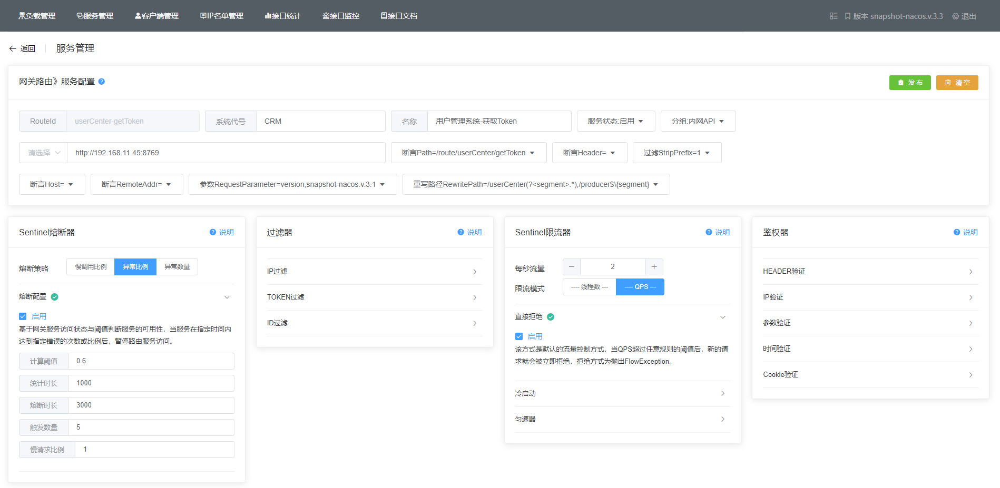 负载管理 服务管理 客户端管理 IP名单管理 接口统计 接口监控 接口文档 版本 snapshot-nacos.v.3.3 退出
返回 服务管理
网关路由》服务配置 发布 清空
RouteId userCenter-getToken 系统代号 CRM 名称 用户管理系统-获取Token 服务状态:启用 分组:内网API
请选择 http://192.168.11.45:8769 断言Path=/route/userCenter/getToken 断言Header= 过滤StripPrefix=1
断言Host= 断言RemoteAddr= 参数RequestParameter=version,snapshot-nacos.v.3.1 重写路径RewritePath=/userCenter(?<segment>.*),/producer$\{segment}
Sentinel熔断器 说明
熔断策略 慢调用比例 异常比例 异常数量
熔断配置
启用
基于网关服务访问状态与阈值判断服务的可用性，当服务在指定时间内
达到指定错误的次数或比例后，暂停路由服务访问。
计算阈值 0.6
统计时长 1000
熔断时长 3000
触发数量 5
慢请求比例 1
过滤器 说明
IP过滤
TOKEN过滤
ID过滤
Sentinel限流器 说明
每秒流量 2
限流模式 ---- 线程数 --- ---- QPS ---
直接拒绝
启用
该方式是默认的流量控制方式，当QPS超过任意规则的阈值后，新的请
求就会被立即拒绝，拒绝方式为抛出FlowException。
冷启动
匀速器
鉴权器 说明
HEADER验证
IP验证
参数验证
时间验证
Cookie验证